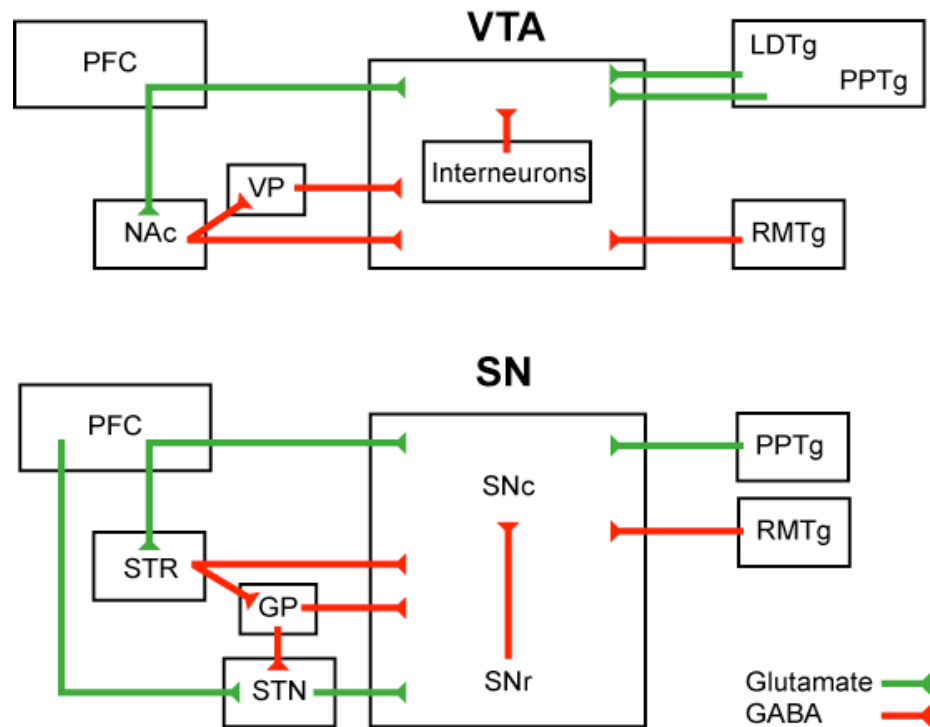 VTA
PFC
LDTg
PPTg
VP
Interneurons
NAc
RMTg
SN
PFC
PPTg
SNc
RMTg
STR
GP
STN
SNr
Glutamate
GABA